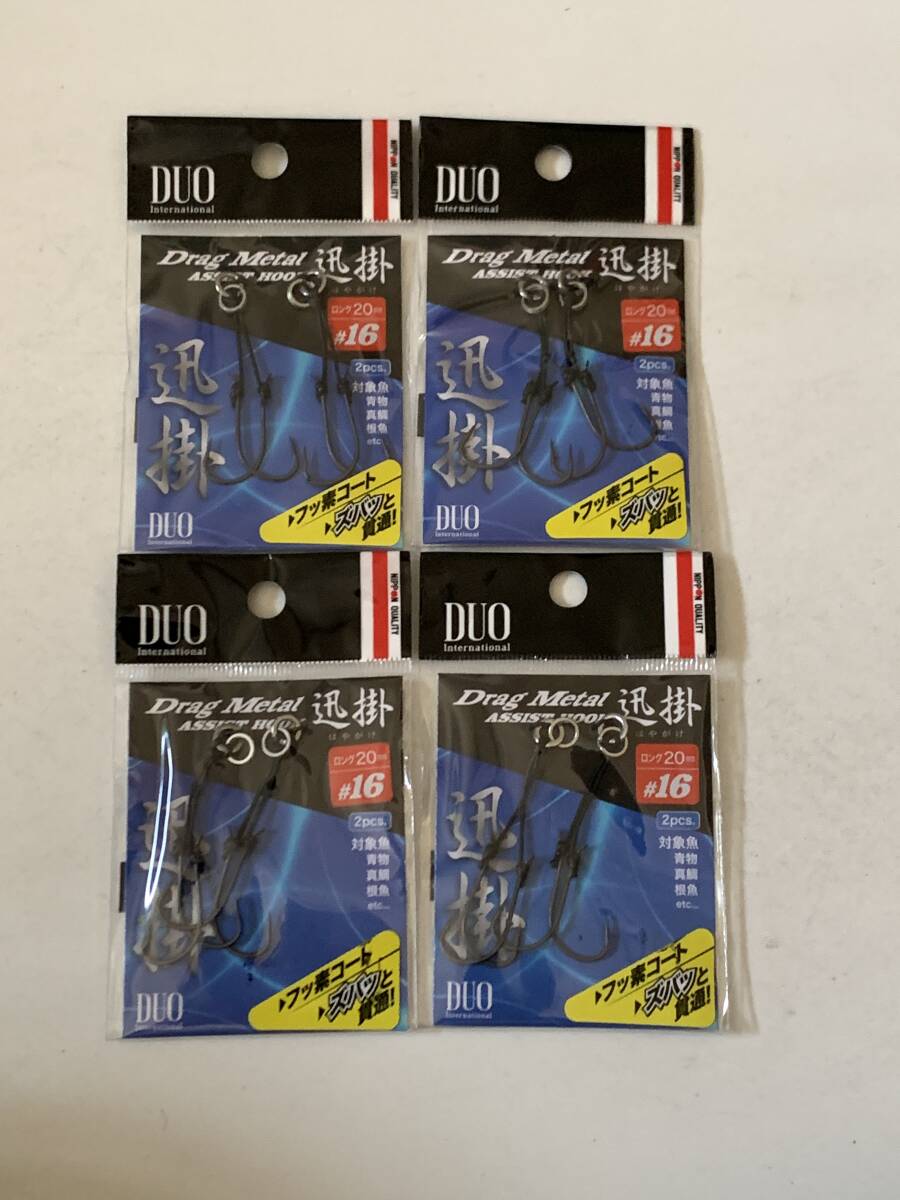 DUO
International
NIPPON QUALITY
Drag Metal 迅掛
ASSIST HOOK はやがけ
ロング20mm
#16
2pcs.
迅掛
対象魚
青物
真鯛
根魚
etc...
フッ素コート
ズバッと
貫通!
DUO
International
DUO
International
NIPPON QUALITY
Drag Metal 迅掛
ASSIST HOOK はやがけ
ロング20mm
#16
2pcs.
迅掛
対象魚
青物
真鯛
根魚
etc...
フッ素コート
ズバッと
貫通!
DUO
International
DUO
International
NIPPON QUALITY
Drag Metal 迅掛
ASSIST HOOK はやがけ
ロング20mm
#16
2pcs.
迅掛
対象魚
青物
真鯛
根魚
etc...
フッ素コート
ズバッと
貫通!
DUO
International
DUO
International
NIPPON QUALITY
Drag Metal 迅掛
ASSIST HOOK はやがけ
ロング20mm
#16
2pcs.
迅掛
対象魚
青物
真鯛
根魚
etc...
フッ素コート
ズバッと
貫通!
DUO
International